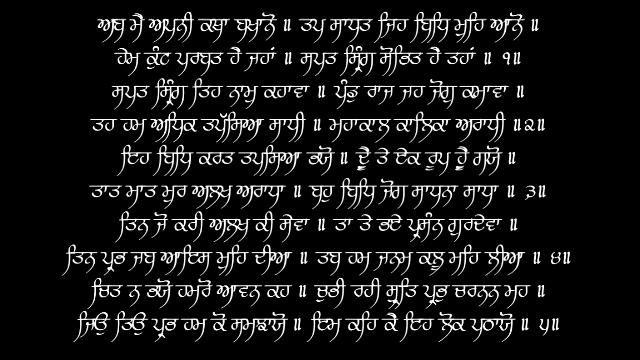 ਅਬ ਮੈ ਅਪਨੀ ਕਥਾ ਬਖਾਨੋ ॥ ਤਪ ਸਾਧਤ ਜਿਹ ਬਿਧਿ ਮੁਹਿ ਆਨੋ ॥
ਹੇਮ ਕੁੰਟ ਪਰਬਤ ਹੈ ਜਹਾਂ ॥ ਸਪਤ ਸ੍ਰਿੰਗ ਸੋਭਿਤ ਹੈ ਤਹਾਂ ॥ ੧॥
ਸਪਤ ਸ੍ਰਿੰਗ ਤਿਹ ਨਾਮੁ ਕਹਾਵਾ ॥ ਪੰਡੁ ਰਾਜ ਜਹ ਜੋਗੁ ਕਮਾਵਾ ॥
ਤਹ ਹਮ ਅਧਿਕ ਤਪੱਸਿਆ ਸਾਧੀ ॥ ਮਹਾਕਾਲ ਕਾਲਿਕਾ ਅਰਾਧੀ ॥੨॥
ਇਹ ਬਿਧਿ ਕਰਤ ਤਪਸਿਆ ਭਯੋ ॥ ਦ੍ਵੈ ਤੇ ਏਕ ਰੂਪ ਹ੍ਵੈ ਗਯੋ ॥
ਤਾਤ ਮਾਤ ਮੁਰ ਅਲਖ ਅਰਾਧਾ ॥ ਬਹੁ ਬਿਧਿ ਜੋਗ ਸਾਧਨਾ ਸਾਧਾ ॥ ੩॥
ਤਿਨ ਜੋ ਕਰੀ ਅਲਖ ਕੀ ਸੇਵਾ ॥ ਤਾ ਤੇ ਭਏ ਪ੍ਰਸੰਨ ਗੁਰਦੇਵਾ ॥
ਤਿਨ ਪ੍ਰਭ ਜਬ ਆਇਸ ਮੁਹਿ ਦੀਆ ॥ ਤਬ ਹਮ ਜਨਮ ਕਲੂ ਮਹਿ ਲੀਆ ॥ ੪॥
ਚਿਤ ਨ ਭਯੋ ਹਮਰੋ ਆਵਨ ਕਹ ॥ ਚੁਭੀ ਰਹੀ ਸ੍ਰੁਤਿ ਪ੍ਰਭੁ ਚਰਨਨ ਮਹ ॥
ਜਿਉ ਤਿਉ ਪ੍ਰਭ ਹਮ ਕੋ ਸਮਝਾਯੋ ॥ ਇਮ ਕਹਿ ਕੈ ਇਹ ਲੋਕ ਪਠਾਯੋ ॥ ੫॥